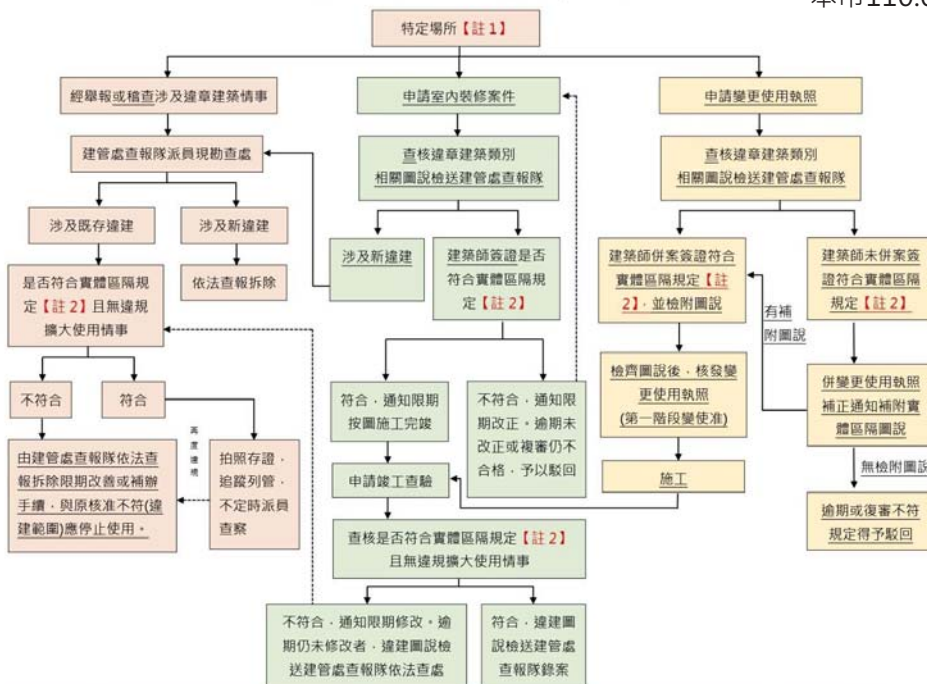 特定場所【註1】
經舉報或稽查涉及違章建築情事
建管處查報隊派員現勘查處
涉及既存違建
涉及新違建
是否符合實體區隔規
定【註2】且無違規
擴大使用情事
依法查報拆除
不符合
符合
再度違規
由建管處查報隊依法查
報拆除限期改善或補辦
手續，與原核准不符(違
建範圍)應停止使用。
拍照存證，
追蹤列管，
不定時派員
查察
申請室內裝修案件
查核違章建築類別
相關圖說檢送建管處查報隊
涉及新違建
建築師簽證是否
符合實體區隔規
定【註2】
符合，通知限期
按圖施工完竣
不符合，通知限
期改正。逾期未
改正或複審仍不
合格，予以駁回
申請竣工查驗
查核是否符合實體區隔規定【註2】
且無違規擴大使用情事
不符合，通知限期修改。逾
期仍未修改者，違建圖說檢
送建管處查報隊依法查處
符合，違建圖
說檢送建管處
查報隊錄案
申請變更使用執照
查核違章建築類別
相關圖說檢送建管處查報隊
建築師併案簽證符合
實體區隔規定【註
2】，並檢附圖說
建築師未併案簽
證符合實體區隔
規定【註2】
有補
附圖說
檢齊圖說後，核發變
更使用執照
(第一階段變使准)
併變更使用執照
補正通知補附實
體區隔圖說
施工
無檢附圖說
逾期或復審不符
規定得予駁回